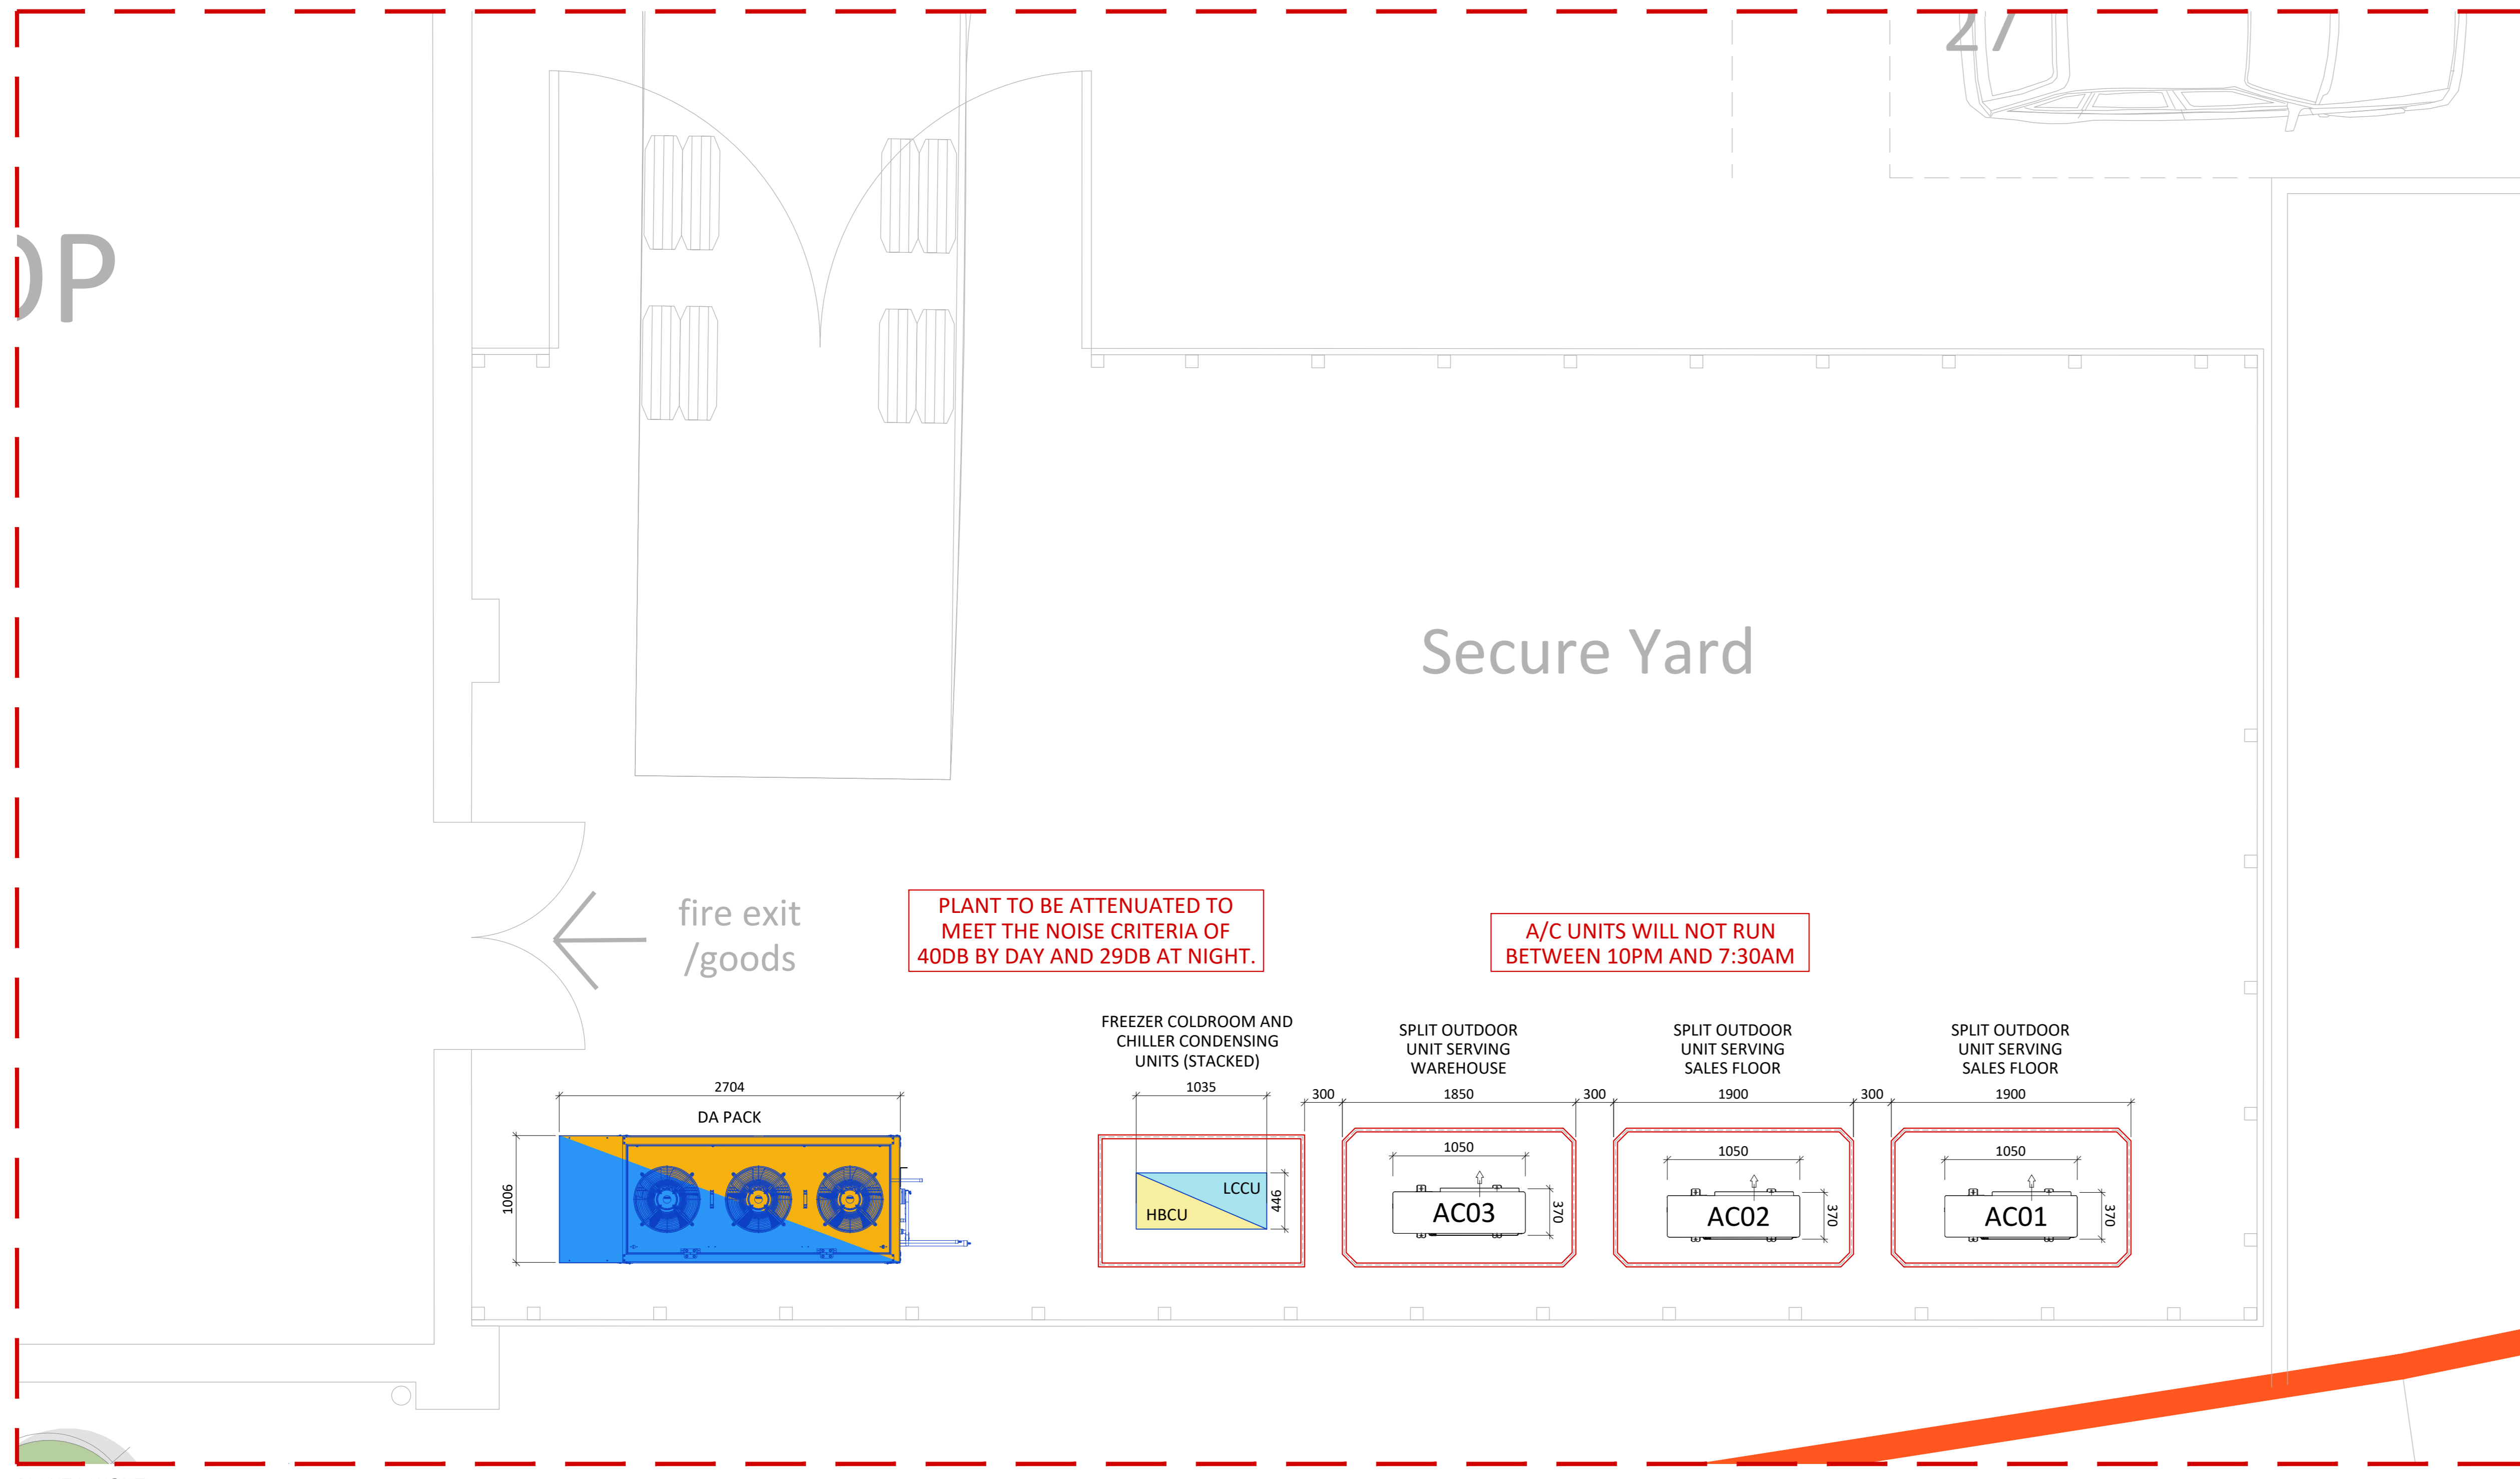 27
OP
Secure Yard
fire exit
/goods
PLANT TO BE ATTENUATED TO
MEET THE NOISE CRITERIA OF
40DB BY DAY AND 29DB AT NIGHT.
A/C UNITS WILL NOT RUN
BETWEEN 10PM AND 7:30AM
FREEZER COLDROOM AND
CHILLER CONDENSING
UNITS (STACKED)
SPLIT OUTDOOR
UNIT SERVING
WAREHOUSE
SPLIT OUTDOOR
UNIT SERVING
SALES FLOOR
SPLIT OUTDOOR
UNIT SERVING
SALES FLOOR
2704
1035
300
1850
300
1900
300
1900
DA PACK
1006
LCCU
HBCU
446
1050
AC03
370
1050
AC02
370
1050
AC01
370